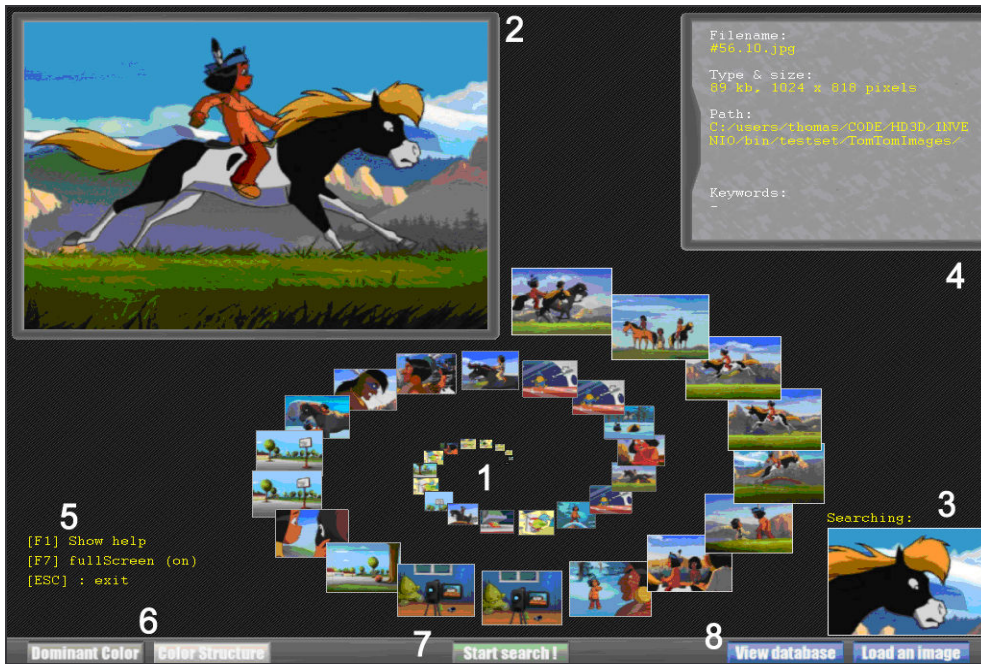 2
Filename:
#56.10.jpg
Type & size:
89 kb, 1024 x 818 pixels
Path:
C:/users/thomas/CODE/HD3D/INVE
NIO/bin/testset/TomTomImages/
Keywords:
-
4
1
5
[F1] Show help
[F7] fullScreen (on)
[ESC] : exit
3
Searching:
6
7
8
Dominant Color
Color Structure
Start search !
View database
Load an image